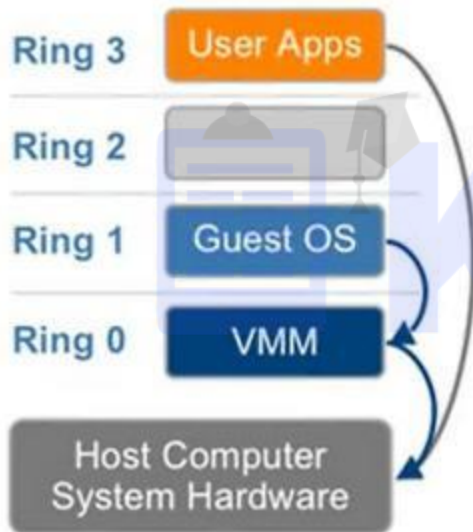 Ring 3 User Apps
Ring 2
Ring 1 Guest OS
Ring 0 VMM
Host Computer
System Hardware